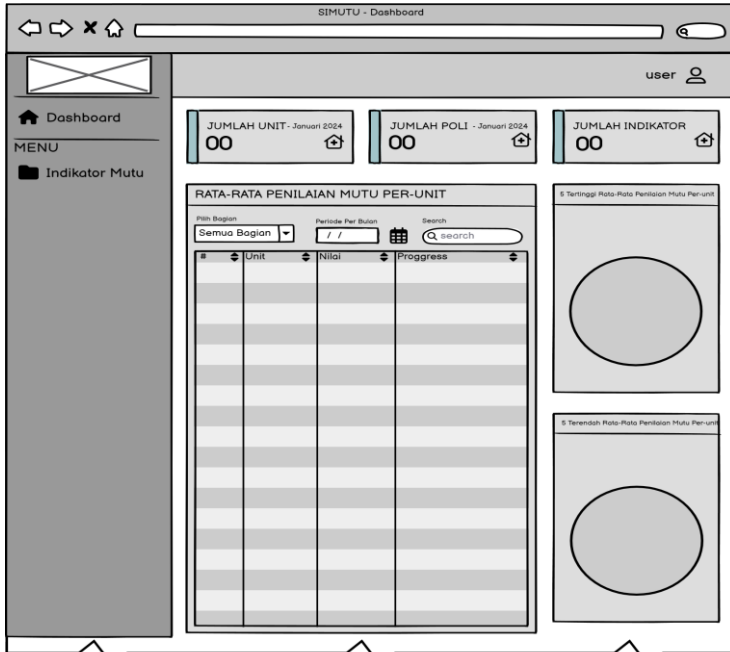 SIMUTU - Dashboard
user
Dashboard
MENU
Indikator Mutu
JUMLAH UNIT - Januari 2024
00
JUMLAH POLI - Januari 2024
00
JUMLAH INDIKATOR
00
RATA-RATA PENILAIAN MUTU PER-UNIT
Pilih Bagian
Semua Bagian
Periode Per Bulan
/ /
Search
search
# Unit Nilai Proggress
5 Tertinggi Rata-Rata Penilaian Mutu Per-unit
5 Terendah Rata-Rata Penilaian Mutu Per-unit